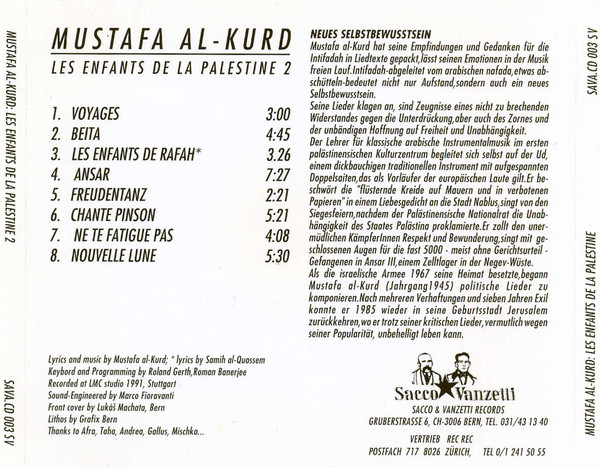 MUSTAFA AL-KURD: LES ENFANTS DE LA PALESTINE 2
SAVA.CD 003 SV
MUSTAFA AL-KURD
LES ENFANTS DE LA PALESTINE 2
1. VOYAGES 3:00
2. BEITA 4:45
3. LES ENFANTS DE RAFAH* 3.26
4. ANSAR 7:27
5. FREUDENTANZ 2:21
6. CHANTE PINSON 5:21
7. NE TE FATIGUE PAS 4:08
8. NOUVELLE LUNE 5:30
Lyrics and music by Mustafa al-Kurd; * lyrics by Samih al-Quassem
Keybord and Programming by Roland Gerth,Roman Banerjee
Recorded at LMC studio 1991, Stuttgart
Sound-Engineered by Marco Fioravanti
Front cover by Lukáš Machata, Bern
Lithos by Grafix Bern
Thanks to Afra, Taha, Andrea, Gallus, Mischka...
NEUES SELBSTBEWUSSTSEIN
Mustafa al-Kurd hat seine Empfindungen und Gedanken für die
Intifadah in Liedtexte gepackt,lässt seinen Emotionen in der Musik
freien Lauf.Intifadah-abgeleitet vom arabischen nafada,etwas ab-
schütteln-bedeutet nicht nur Aufstand,sondern auch ein neues
Selbstbewusstsein.
Seine Lieder klagen an, sind Zeugnisse eines nicht zu brechenden
Widerstandes gegen die Unterdrückung,aber auch des Zornes und
der unbändigen Hoffnung auf Freiheit und Unabhängigkeit.
Der Lehrer für klassische arabische Instrumentalmusik im ersten
palästinensischen Kulturzentrum begleitet sich selbst auf der Ud,
einem dickbauchigen traditionellen Instrument mit aufgespannten
Doppelsaiten,das als Vorläufer der europäischen Laute gilt.Er be-
schwört die "flüsternde Kreide auf Mauern und in verbotenen
Papieren" in einem Liebesgedicht an die Stadt Nablus,singt von den
Siegesfeiern,nachdem der Palästinensische Nationalrat die Unab-
hängigkeit des Staates Palästina proklamierte.Er zollt den uner-
müdlichen KämpferInnen Respekt und Bewunderung,singt mit ge-
schlossenen Augen für die fast 5000 - meist ohne Gerichtsurteil -
Gefangenen in Ansar III,einem Zelltlager in der Negev-Wüste.
Als die israelische Armee 1967 seine Heimat besetzte,begann
Mustafa al-Kurd (Jahrgang1945) politische Lieder zu
komponieren.Nach mehreren Verhaftungen und sieben Jahren Exil
konnte er 1985 wieder in seine Geburtsstadt Jerusalem
zurückkehren,wo er trotz seiner kritischen Lieder,vermutlich wegen
seiner Popularität, unbehelligt leben kann.
Sacco Vanzetti
SACCO & VANZETTI RECORDS
GRUBERSTRASSE 6, CH-3006 BERN, TEL. 031/43 13 40
VERTRIEB REC REC
POSTFACH 717 8026 ZÜRICH, TEL 0/1 241 50 55
SAVA.CD 003 SV
MUSTAFA AL-KURD: LES ENFANTS DE LA PALESTINE